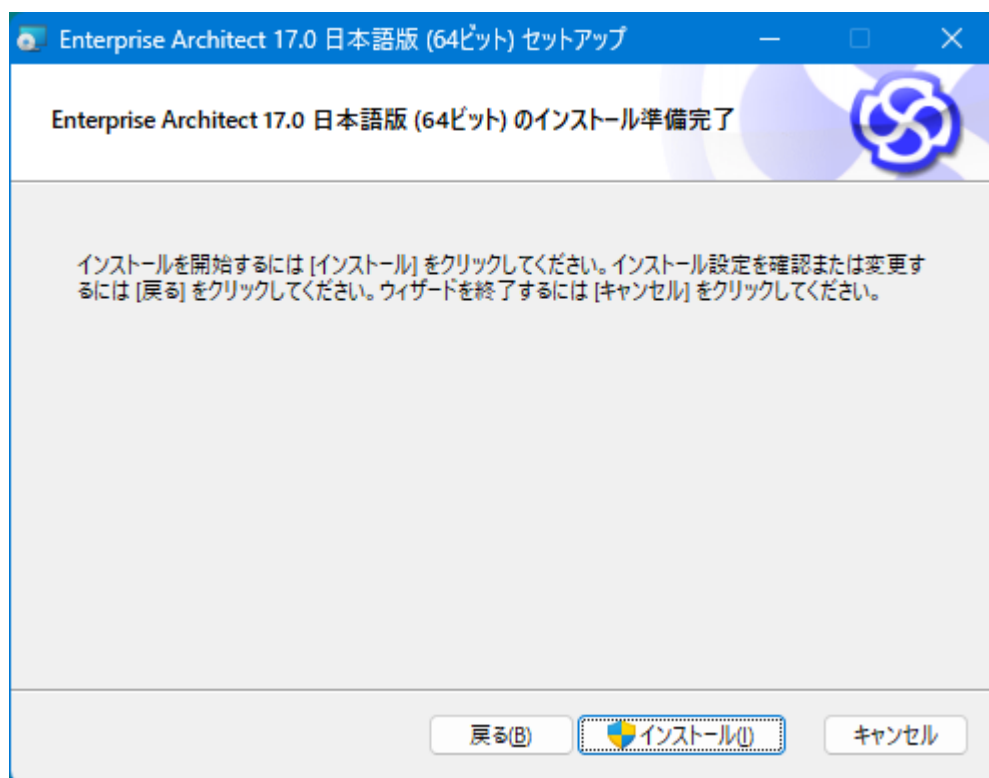 Enterprise Architect 17.0 日本語版 (64ビット) セットアップ
Enterprise Architect 17.0 日本語版 (64ビット) のインストール準備完了
インストールを開始するには [インストール] をクリックしてください。インストール設定を確認または変更す
るには [戻る] をクリックしてください。ウィザードを終了するには [キャンセル] をクリックしてください。
戻る(B) インストール(I) キャンセル